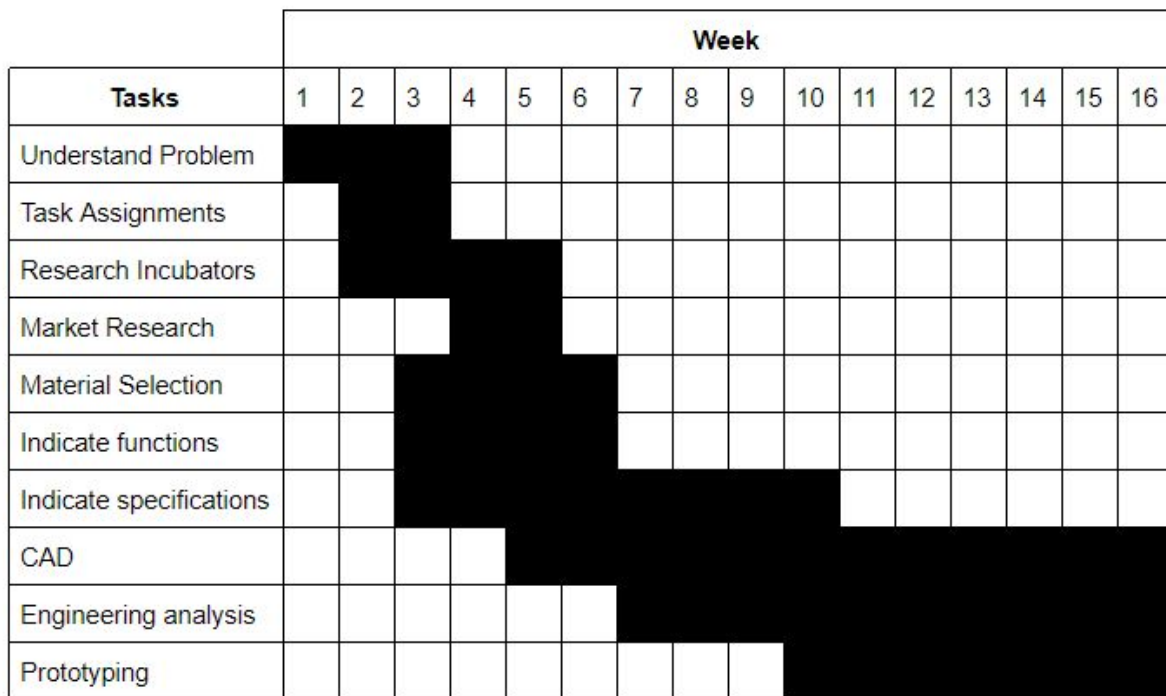 Week
Tasks 1 2 3 4 5 6 7 8 9 10 11 12 13 14 15 16
Understand Problem
Task Assignments
Research Incubators
Market Research
Material Selection
Indicate functions
Indicate specifications
CAD
Engineering analysis
Prototyping